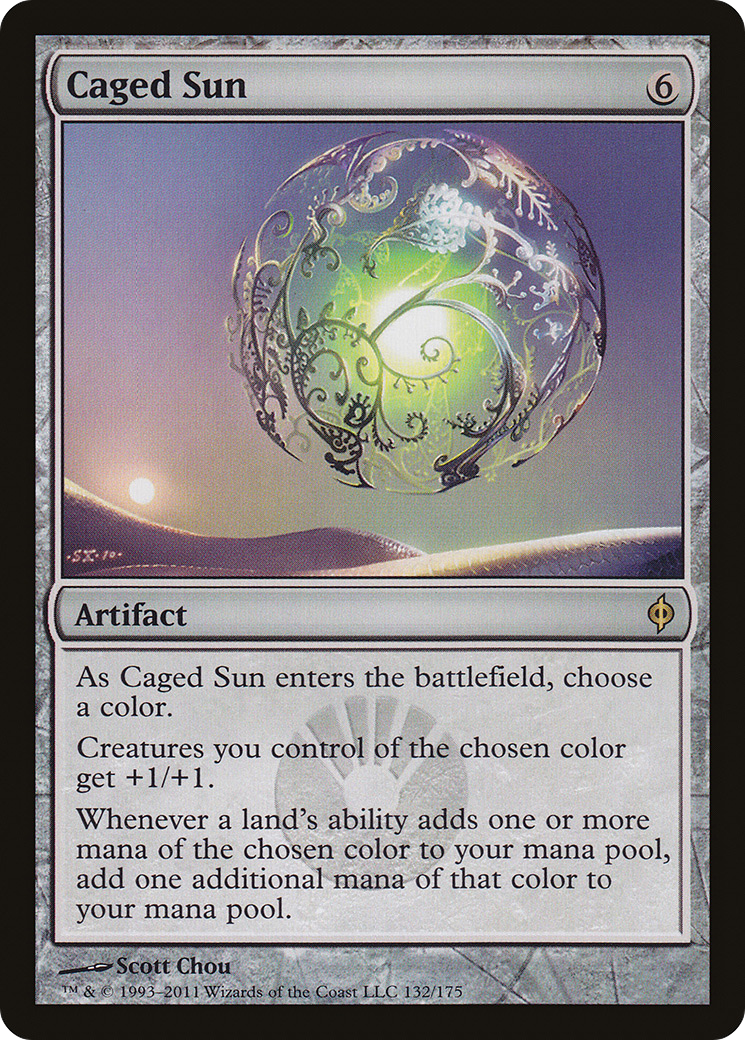 Caged Sun
6
·SX·10·
Artifact
As Caged Sun enters the battlefield, choose
a color.
Creatures you control of the chosen color
get +1/+1.
Whenever a land's ability adds one or more
mana of the chosen color to your mana pool,
add one additional mana of that color to
your mana pool.
Scott Chou
™ & © 1993–2011 Wizards of the Coast LLC 132/175